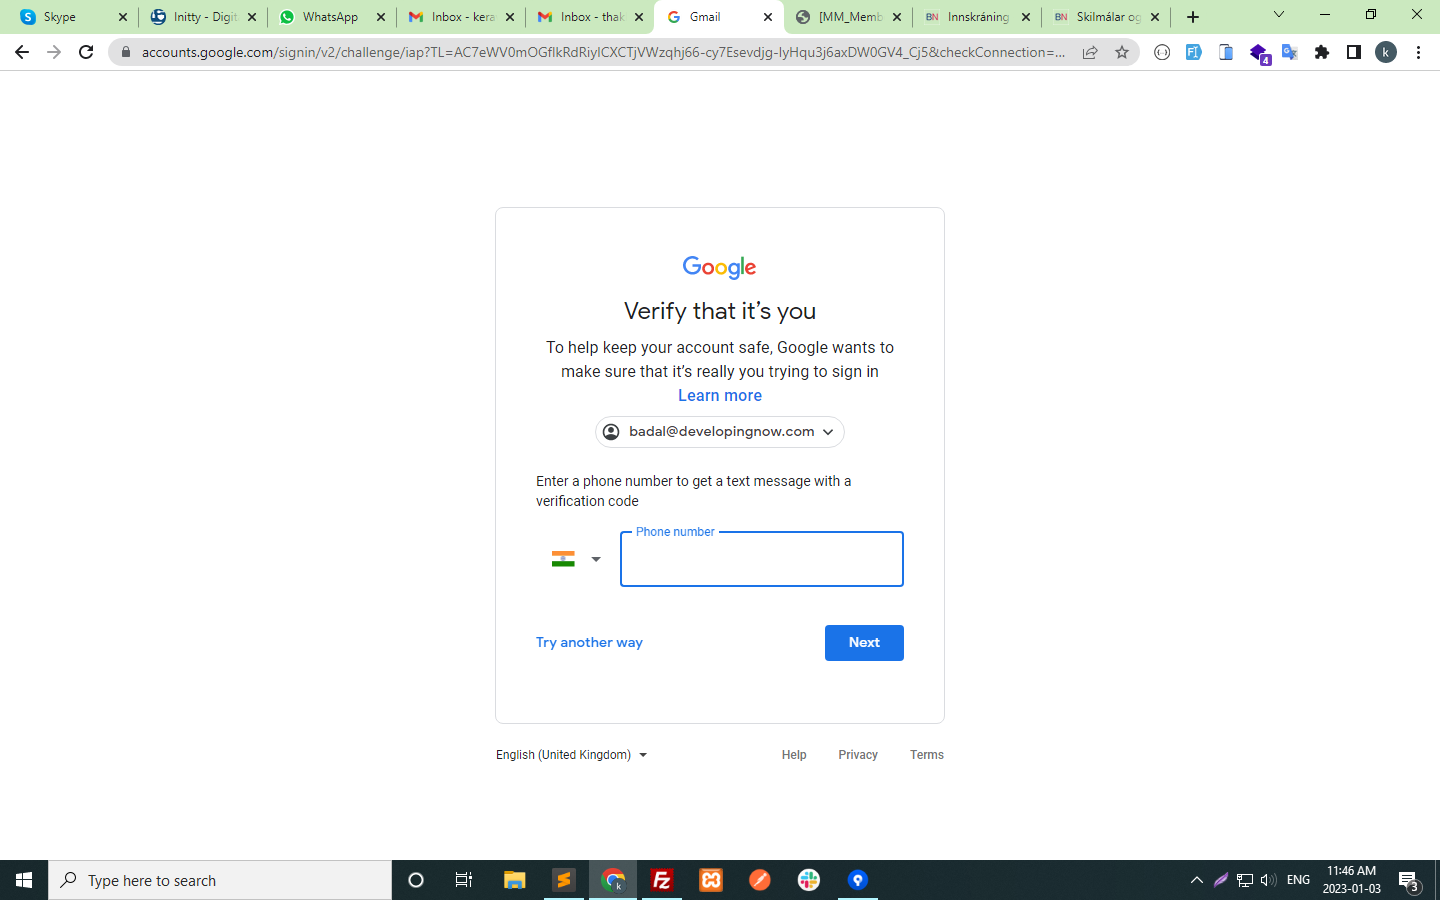 Skype
Initty - Digit
WhatsApp
Inbox - kera
Inbox - thak
Gmail
[MM_Memb
BN
Innskráning
BN
Skilmálar og
accounts.google.com/signin/v2/challenge/iap?TL=AC7eWV0mOGfIkRdRiyICXCTjVWzqhj66-cy7Esevdjg-IyHqu3j6axDW0GV4_Cj5&checkConnection=...
4
k
Google
Verify that it's you
To help keep your account safe, Google wants to
make sure that it's really you trying to sign in
Learn more
badal@developingnow.com
Enter a phone number to get a text message with a
verification code
Phone number
Try another way
Next
English (United Kingdom)
Help
Privacy
Terms
Type here to search
ENG
11:46 AM
2023-01-03
3